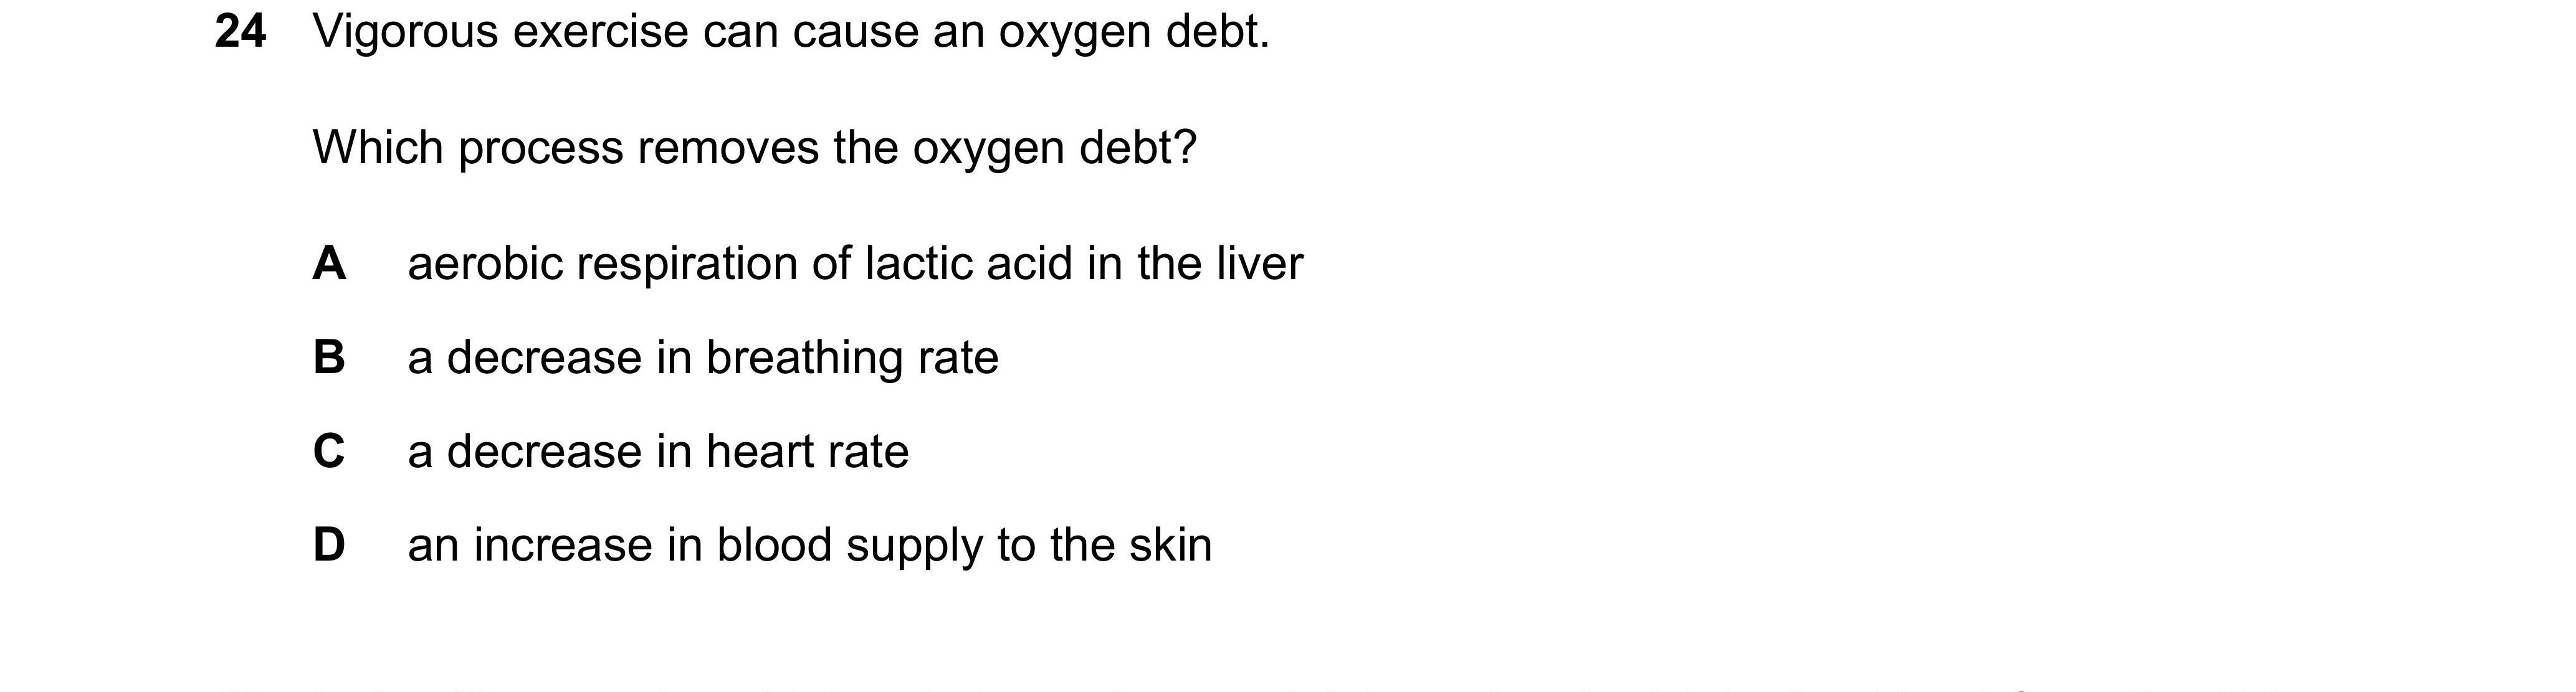 24 Vigorous exercise can cause an oxygen debt.
Which process removes the oxygen debt?
A aerobic respiration of lactic acid in the liver
B a decrease in breathing rate
C a decrease in heart rate
D an increase in blood supply to the skin